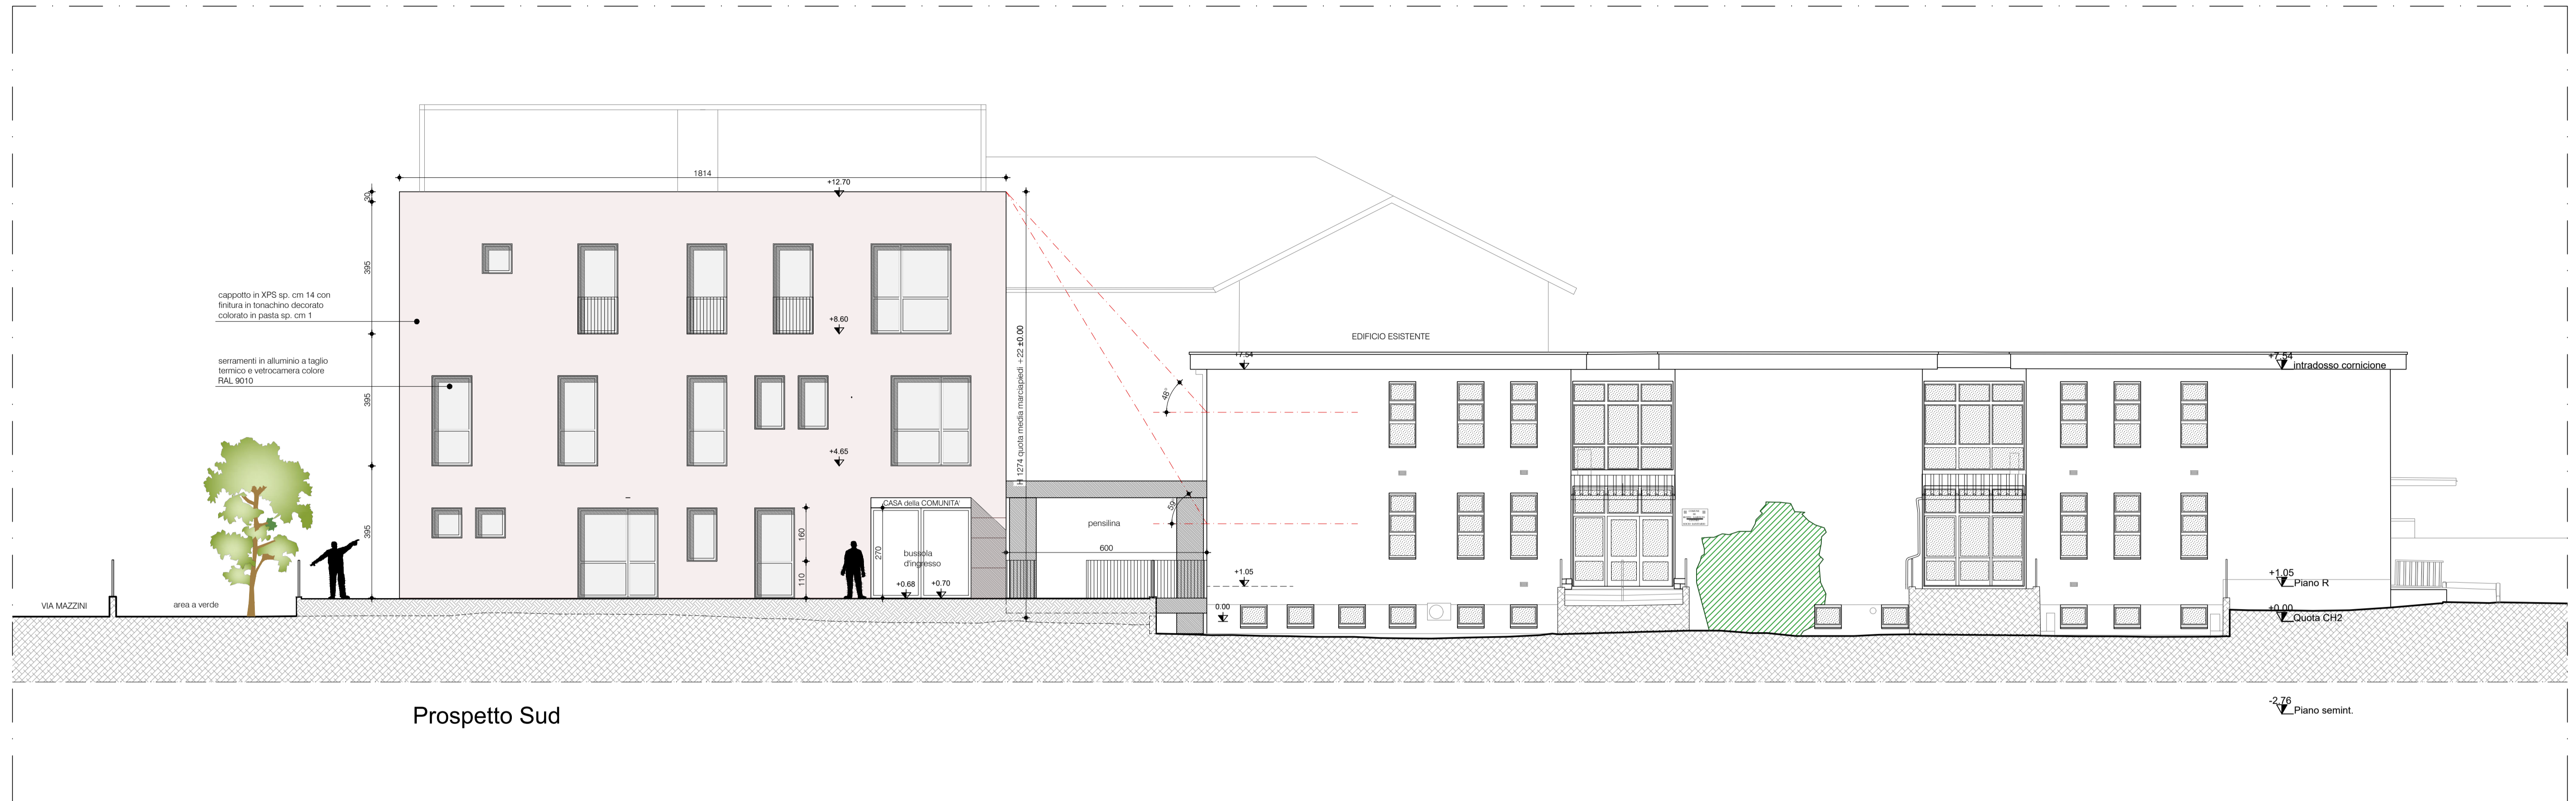 1814
+12.70
30
395
cappotto in XPS sp. cm 14 con
finitura in tonachino decorato
colorato in pasta sp. cm 1
+8.60
H 1274 quota media marciapiedi +22 ±0.00
EDIFICIO ESISTENTE
+7.54
+7.54
intradosso cornicione
serramenti in alluminio a taglio
termico e vetrocamera colore
RAL 9010
395
48°
+4.65
CASA della COMUNITA'
59°
pensilina
395
160
270
bussola
d'ingresso
600
110
+0.68
+0.70
+1.05
+1.05
Piano R
VIA MAZZINI
area a verde
0.00
+0.00
Quota CH2
Prospetto Sud
-2.76
Piano semint.